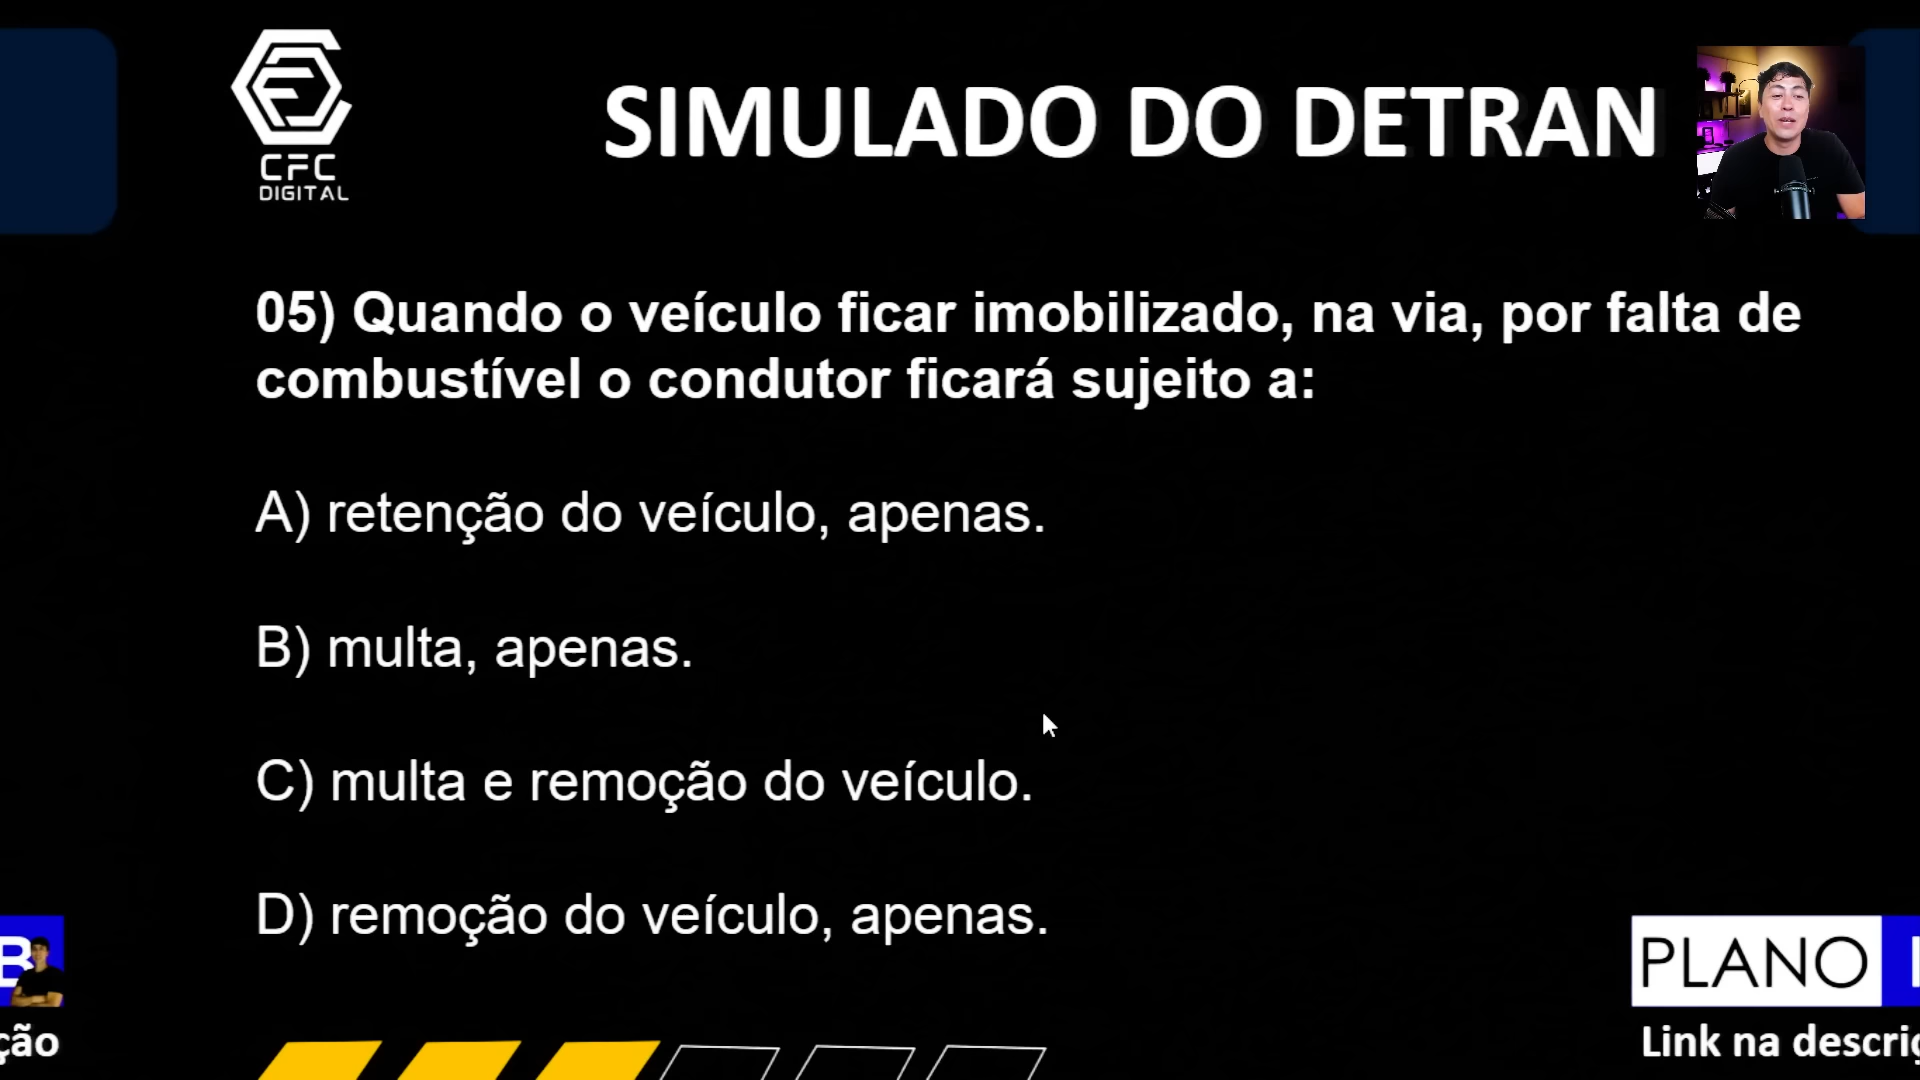 CFC
DIGITAL
SIMULADO DO DETRAN
05) Quando o veículo ficar imobilizado, na via, por falta de
combustível o condutor ficará sujeito a:
A) retenção do veículo, apenas.
B) multa, apenas.
C) multa e remoção do veículo.
D) remoção do veículo, apenas.
B
ção
PLANO
Link na descriç